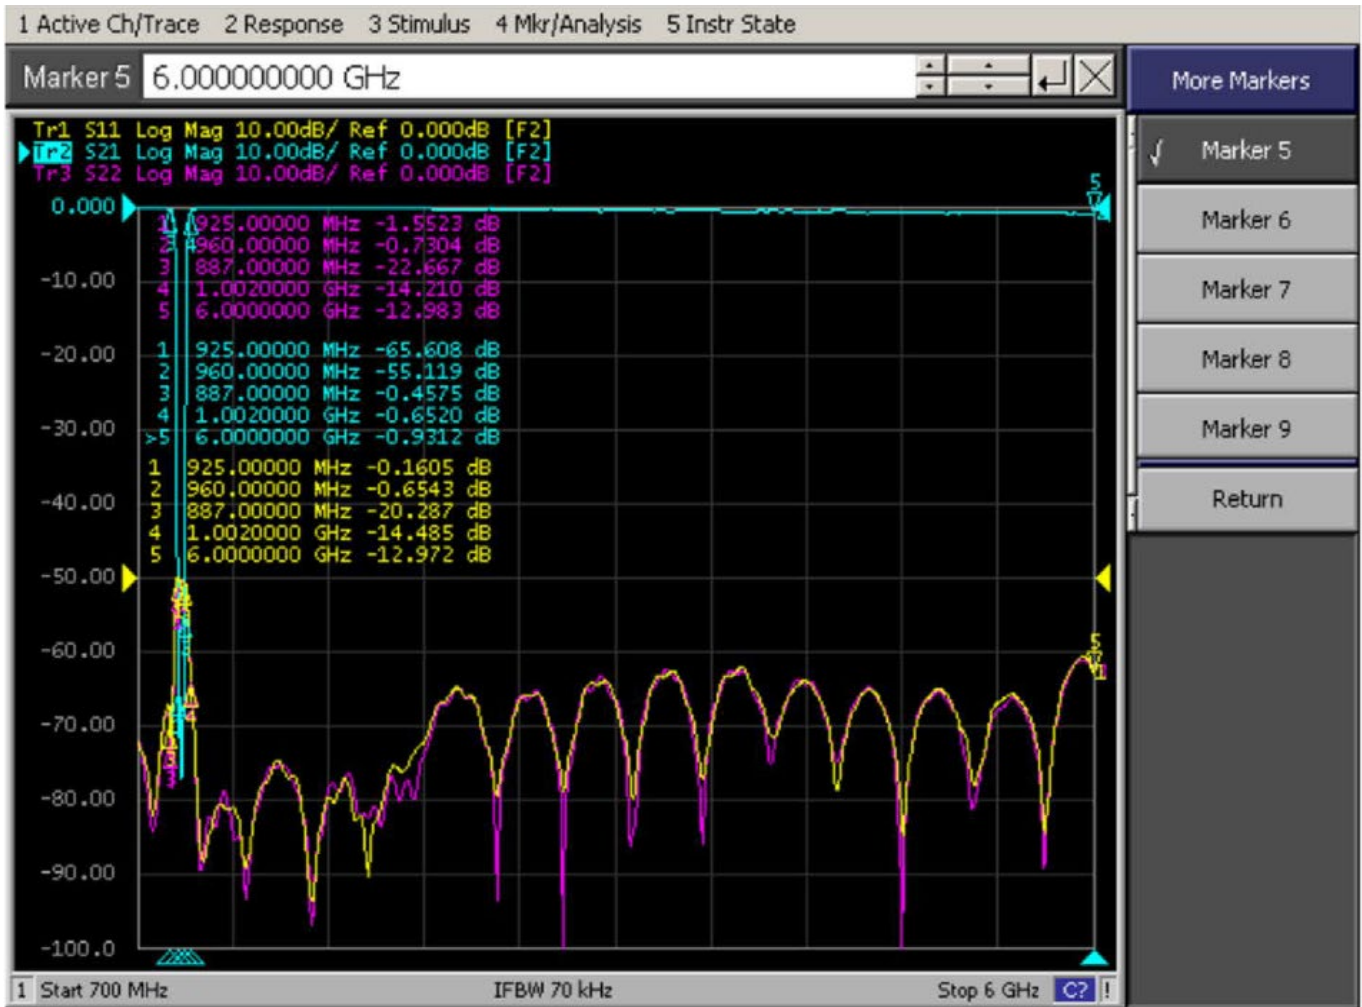 1 Active Ch/Trace 2 Response 3 Stimulus 4 Mkr/Analysis 5 Instr State
Marker 5 6.000000000 GHz
More Markers
Tr1 S11 Log Mag 10.00dB/ Ref 0.000dB [F2]
Tr2 S21 Log Mag 10.00dB/ Ref 0.000dB [F2]
Tr3 S22 Log Mag 10.00dB/ Ref 0.000dB [F2]
√ Marker 5
Marker 6
Marker 7
Marker 8
Marker 9
Return
5
0.000
-10.00
-20.00
-30.00
-40.00
-50.00
-60.00
-70.00
-80.00
-90.00
-100.0
1 925.00000 MHz -1.5523 dB
2 960.00000 MHz -0.7304 dB
3 887.00000 MHz -22.667 dB
4 1.0020000 GHz -14.210 dB
5 6.0000000 GHz -12.983 dB
1 925.00000 MHz -65.608 dB
2 960.00000 MHz -55.119 dB
3 887.00000 MHz -0.4575 dB
4 1.0020000 GHz -0.6520 dB
>5 6.0000000 GHz -0.9312 dB
1 925.00000 MHz -0.1605 dB
2 960.00000 MHz -0.6543 dB
3 887.00000 MHz -20.287 dB
4 1.0020000 GHz -14.485 dB
5 6.0000000 GHz -12.972 dB
5
1
1 Start 700 MHz IFBW 70 kHz Stop 6 GHz C? !